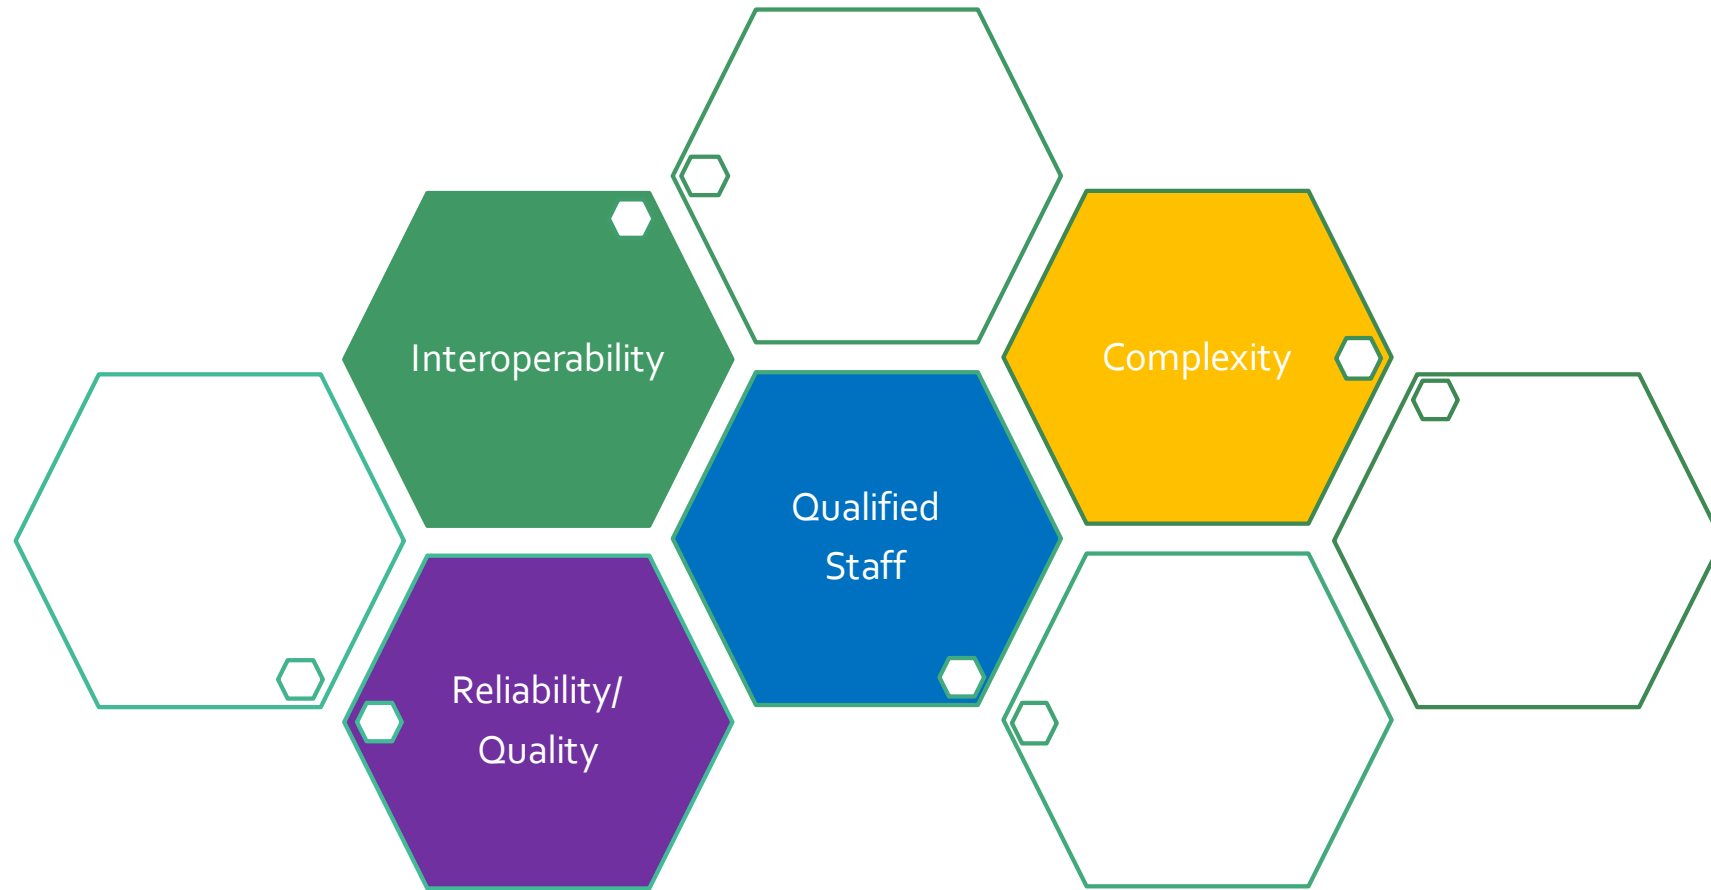 Interoperability
Complexity
Qualified
Staff
Reliability/
Quality